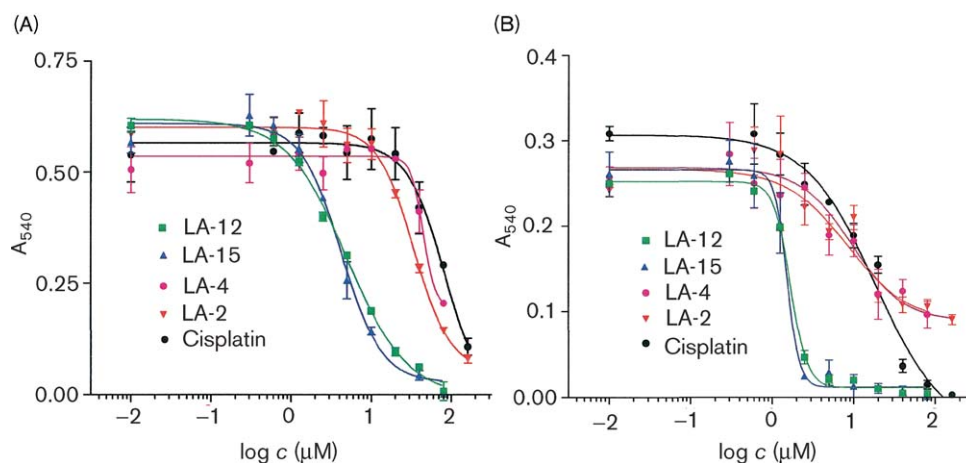 (A)
0.75
0.50
0.25
0.00
A540
LA-12
LA-15
LA-4
LA-2
Cisplatin
−2 −1 0 1 2
log c (μM)
(B)
0.4
0.3
0.2
0.1
0.0
A540
LA-12
LA-15
LA-4
LA-2
Cisplatin
−2 −1 0 1 2
log c (μM)